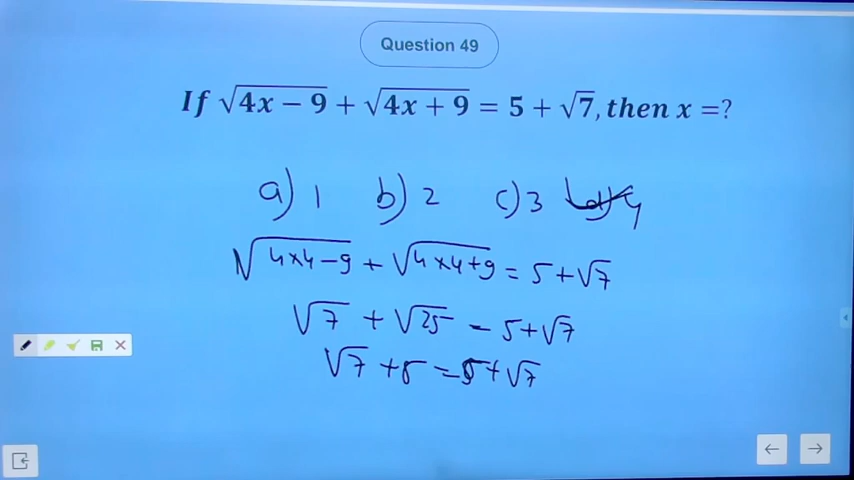 Question 49
If √4x − 9 + √4x + 9 = 5 + √7, then x =?
a) 1 b) 2 c) 3 d) 4
√4×4-9 + √4×4+9 = 5+√7
√7 + √25 = 5+√7
√7 +5 = 5+√7